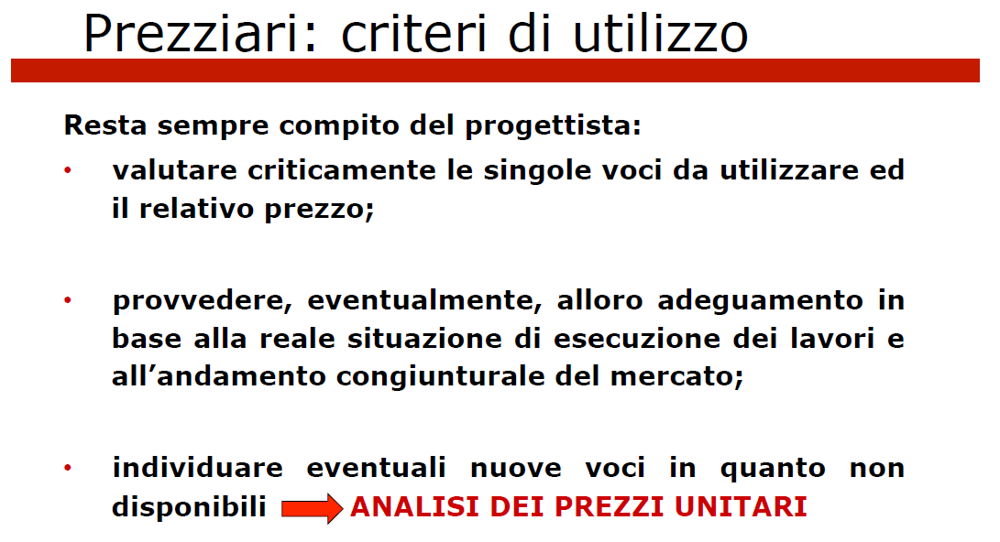 Prezziari: criteri di utilizzo
Resta sempre compito del progettista:
• valutare criticamente le singole voci da utilizzare ed
il relativo prezzo;
• provvedere, eventualmente, alloro adeguamento in
base alla reale situazione di esecuzione dei lavori e
all’andamento congiunturale del mercato;
• individuare eventuali nuove voci in quanto non
disponibili ANALISI DEI PREZZI UNITARI